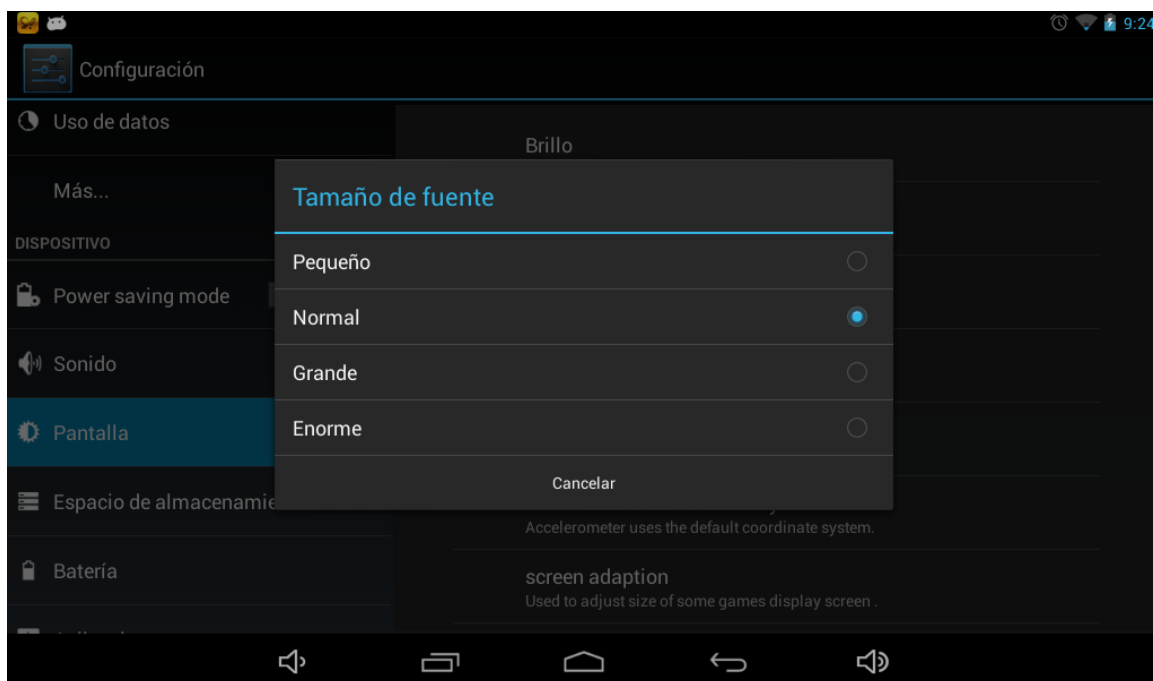 9:24
Configuración
Uso de datos
Brillo
Más...
Tamaño de fuente
DISPOSITIVO
Pequeño
Power saving mode
Normal
Sonido
Grande
Pantalla
Enorme
Cancelar
Espacio de almacenamie
Accelerometer uses the default coordinate system.
Batería
screen adaption
Used to adjust size of some games display screen .